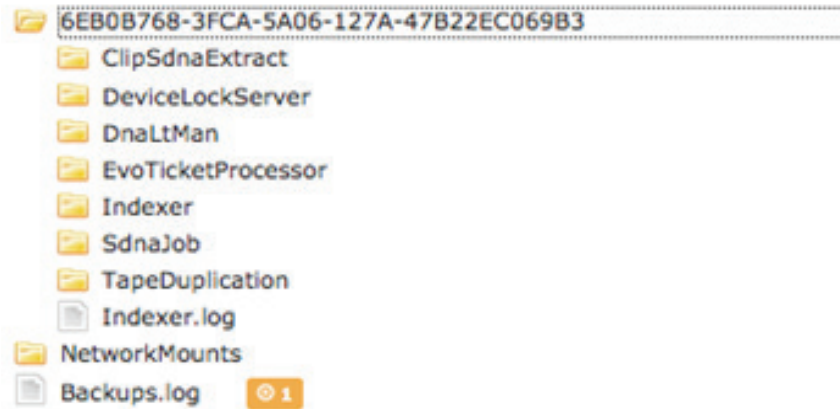 6EB0B768-3FCA-5A06-127A-47B22EC069B3
ClipSdnaExtract
DeviceLockServer
DnaLtMan
EvoTicketProcessor
Indexer
SdnaJob
TapeDuplication
Indexer.log
NetworkMounts
Backups.log 1